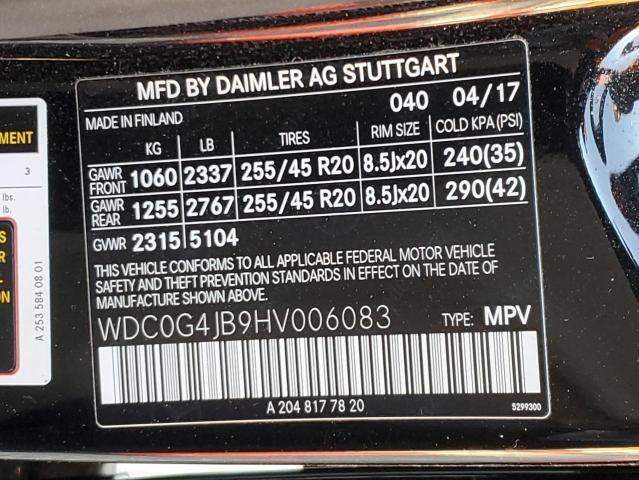 MFD BY DAIMLER AG STUTTGART
040 04/17
MADE IN FINLAND
KG LB TIRES RIM SIZE COLD KPA (PSI)
GAWR FRONT 1060 2337 255/45 R20 8.5Jx20 240(35)
GAWR REAR 1255 2767 255/45 R20 8.5Jx20 290(42)
GVWR 2315 5104
THIS VEHICLE CONFORMS TO ALL APPLICABLE FEDERAL MOTOR VEHICLE
SAFETY AND THEFT PREVENTION STANDARDS IN EFFECT ON THE DATE
OF MANUFACTURE SHOWN ABOVE.
WDC0G4JB9HV006083 TYPE: MPV
A 204 817 78 20
5299300
3
lbs.
lb.
A 253 584 08 01